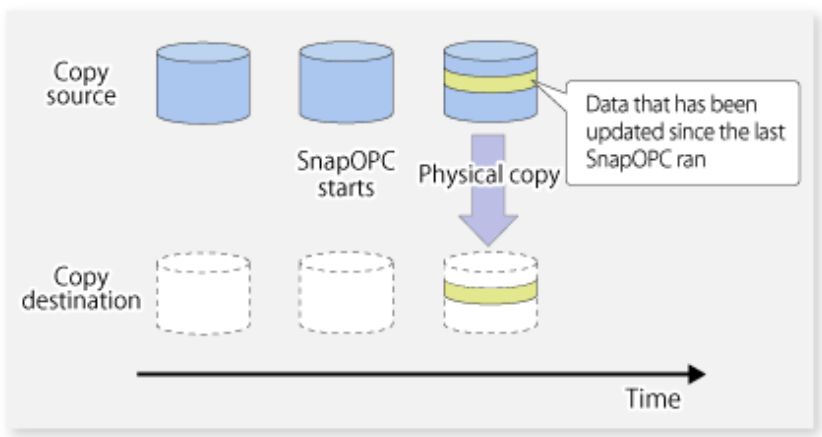 Copy
source
Data that has been
updated since the last
SnapOPC ran
SnapOPC
starts
Physical copy
Copy
destination
Time